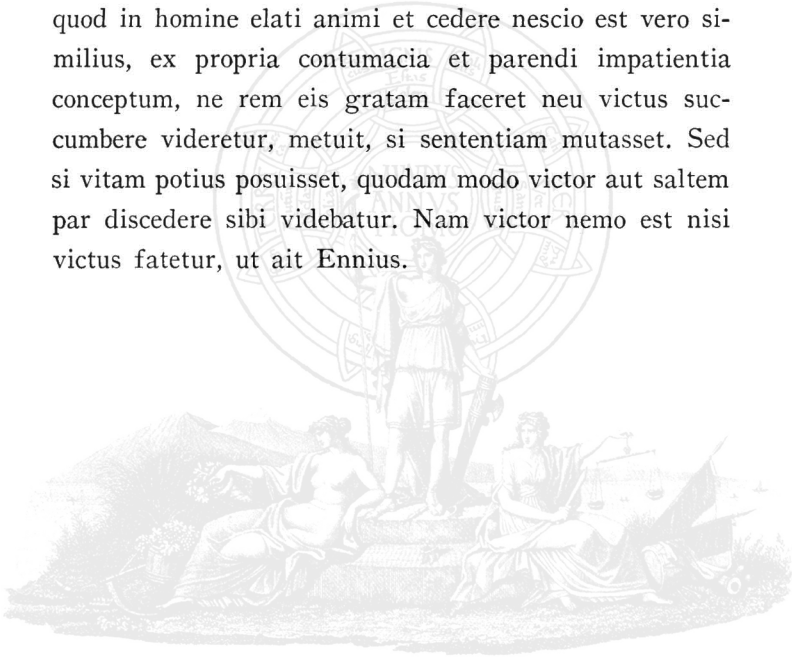 quod in homine elati animi et cedere nescio est vero si-
milius, ex propria contumacia et parendi impatientia
conceptum, ne rem eis gratam faceret neu victus suc-
cumbere videretur, metuit, si sententiam mutasset. Sed
si vitam potius posuisset, quodam modo victor aut saltem
par discedere sibi videbatur. Nam victor nemo est nisi
victus fatetur, ut ait Ennius.